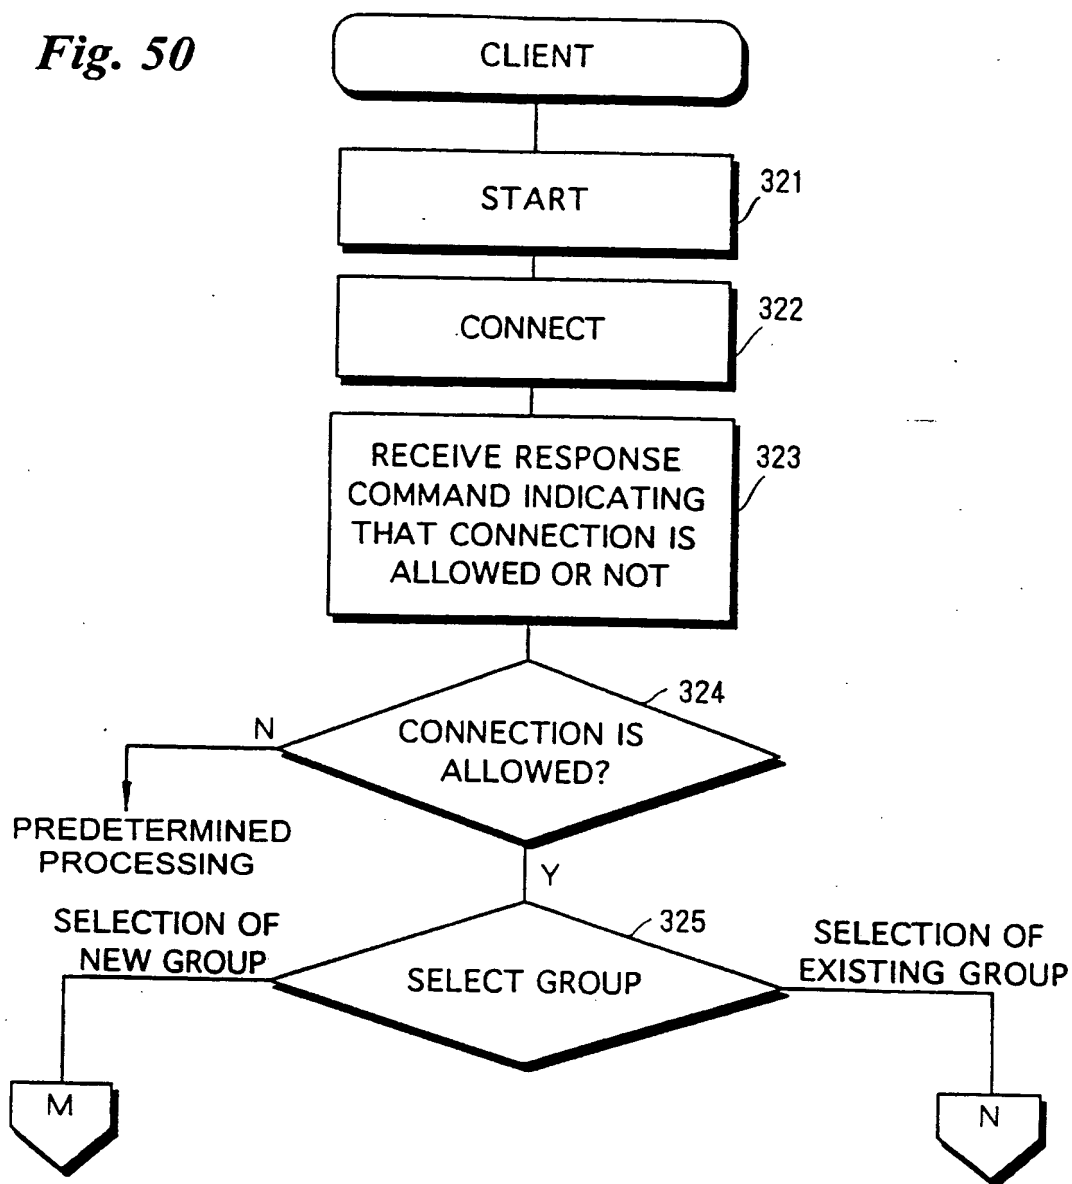 Fig. 50
CLIENT
START
321
CONNECT
322
RECEIVE RESPONSE
COMMAND INDICATING
THAT CONNECTION IS
ALLOWED OR NOT
323
324
CONNECTION IS
ALLOWED?
N
PREDETERMINED
PROCESSING
Y
325
SELECT GROUP
SELECTION OF
NEW GROUP
SELECTION OF
EXISTING GROUP
M
N